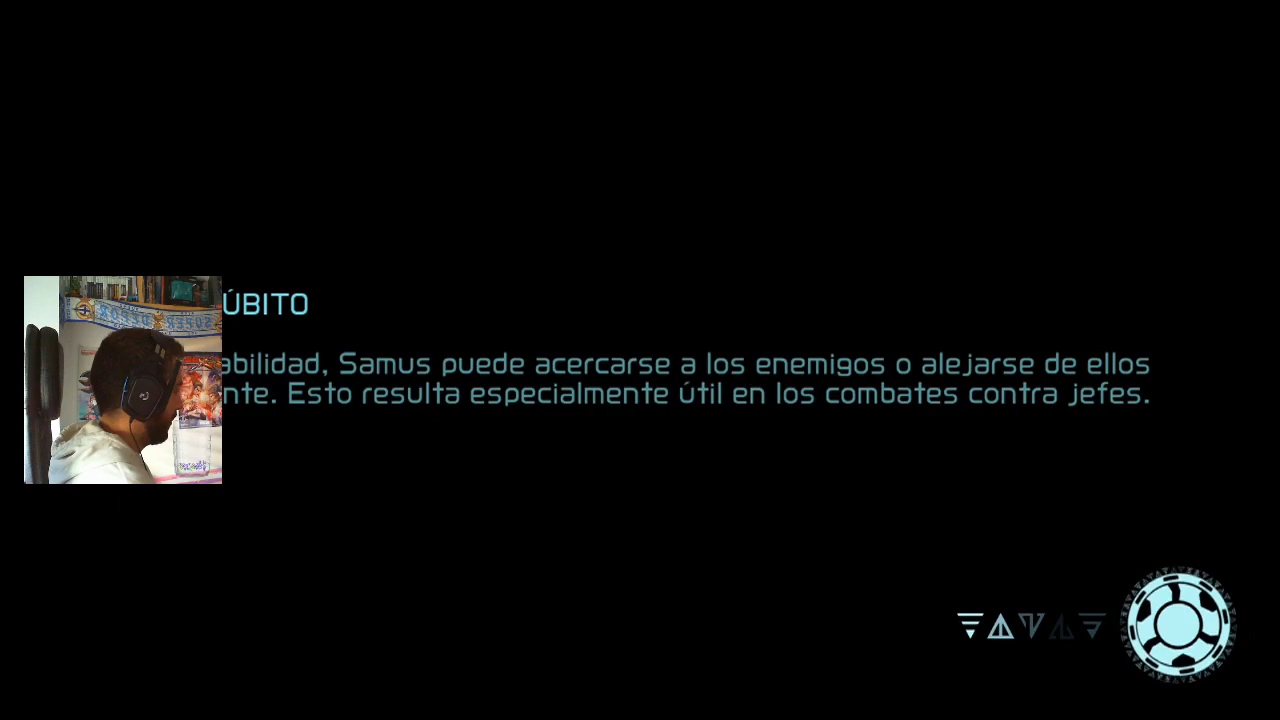 ÚBITO
abilidad, Samus puede acercarse a los enemigos o alejarse de ellos
nte. Esto resulta especialmente útil en los combates contra jefes.